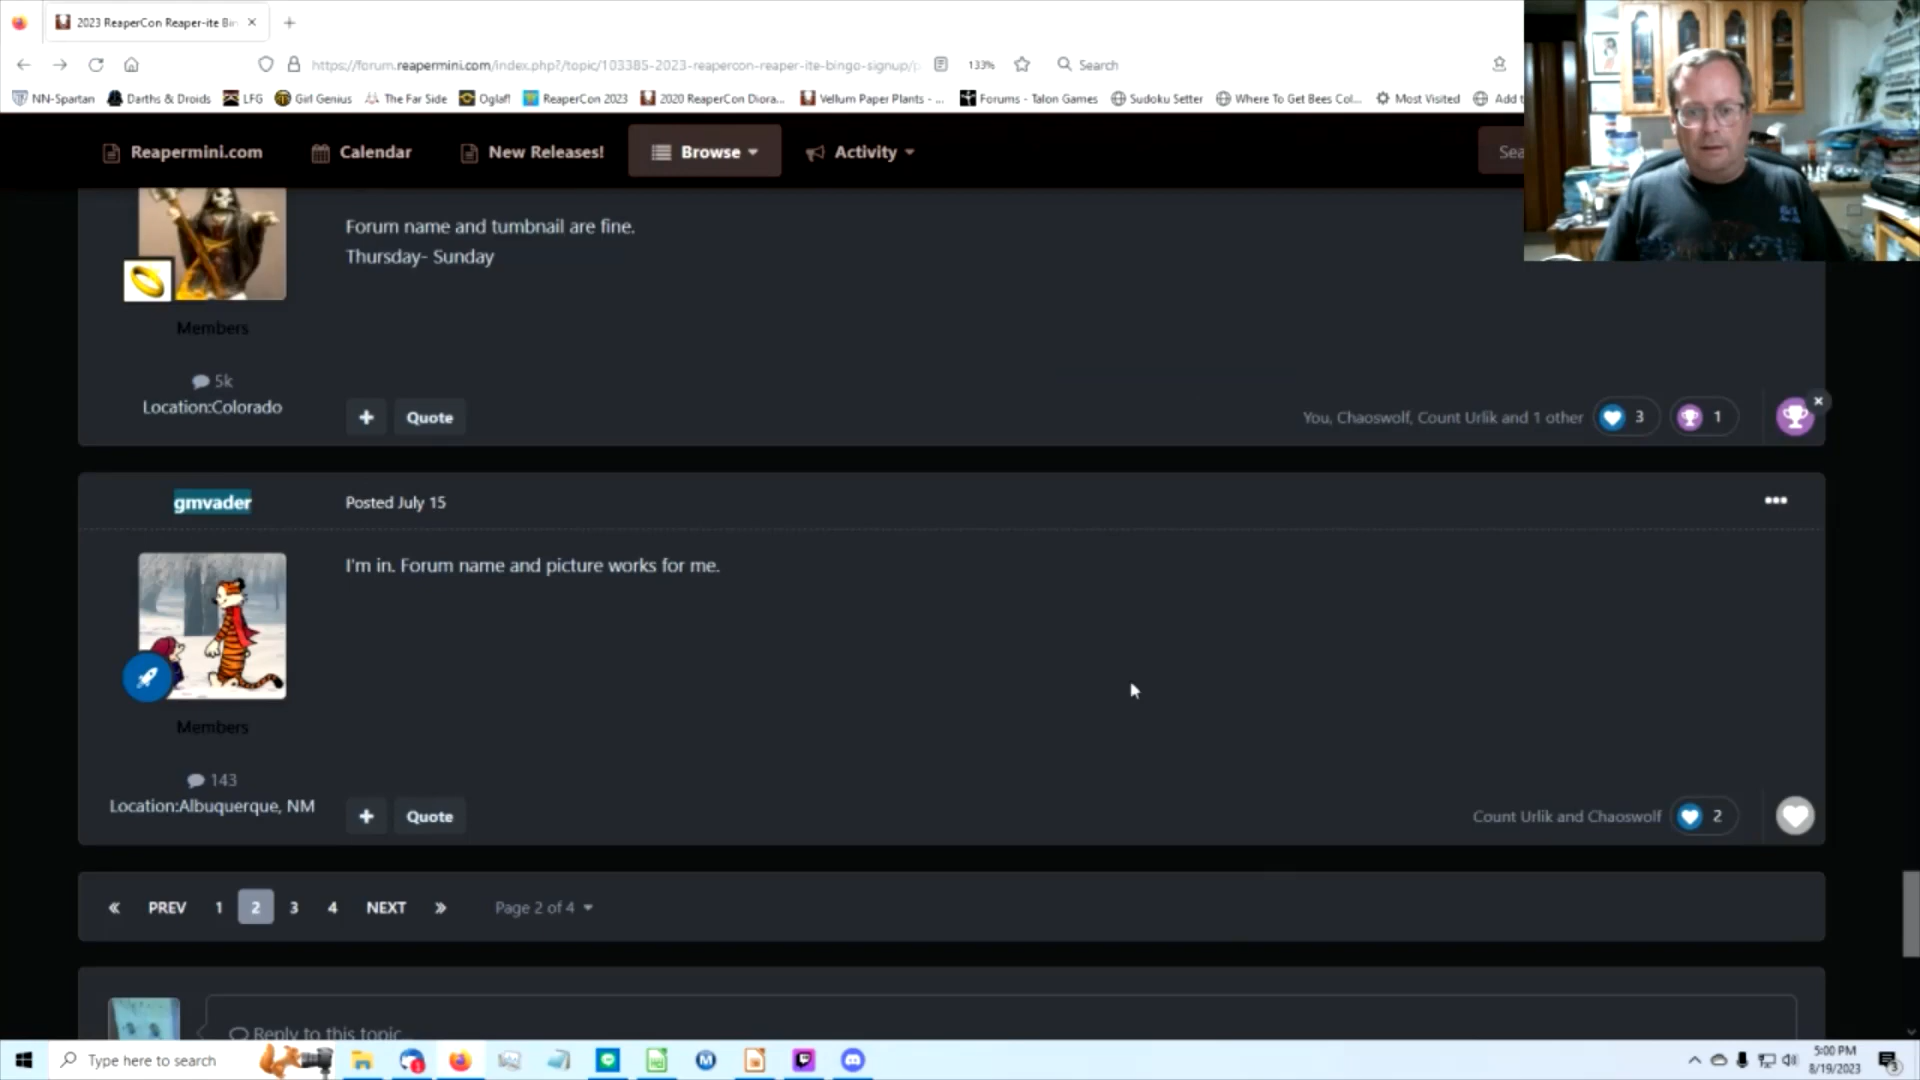 2023 ReaperCon Reaper-ite Bin
https://forum.reapermini.com/index.php?/topic/103385-2023-reapercon-reaper-ite-bingo-signup/p
133%
Search
NN-Spartan
Darths & Droids
LFG
Girl Genius
The Far Side
Oglaf!
ReaperCon 2023
2020 ReaperCon Diora...
Vellum Paper Plants - ...
Forums - Talon Games
Sudoku Setter
Where To Get Bees Col...
Most Visited
Add t
Reapermini.com
Calendar
New Releases!
Browse
Activity
Sea
Forum name and tumbnail are fine.
Thursday- Sunday
Members
5k
Location:Colorado
+ Quote
You, Chaoswolf, Count Urlik and 1 other
3
1
gmvader
Posted July 15
I'm in. Forum name and picture works for me.
Members
143
Location:Albuquerque, NM
+ Quote
Count Urlik and Chaoswolf
2
« PREV 1 2 3 4 NEXT »
Page 2 of 4
Reply to this topic
Type here to search
5:00 PM
8/19/2023
3